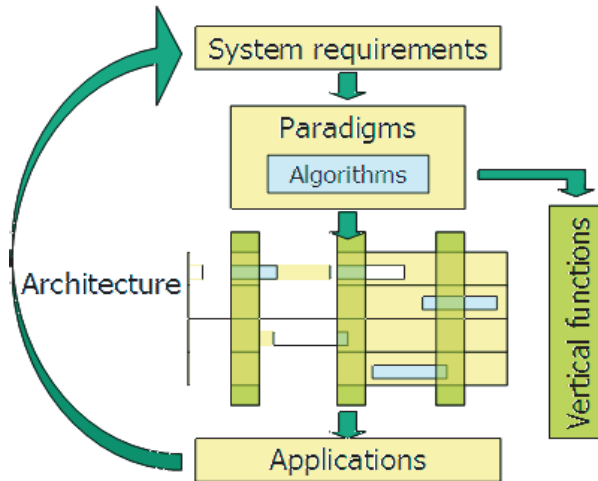 System requirements
Paradigms
Algorithms
Architecture
Vertical functions
Applications